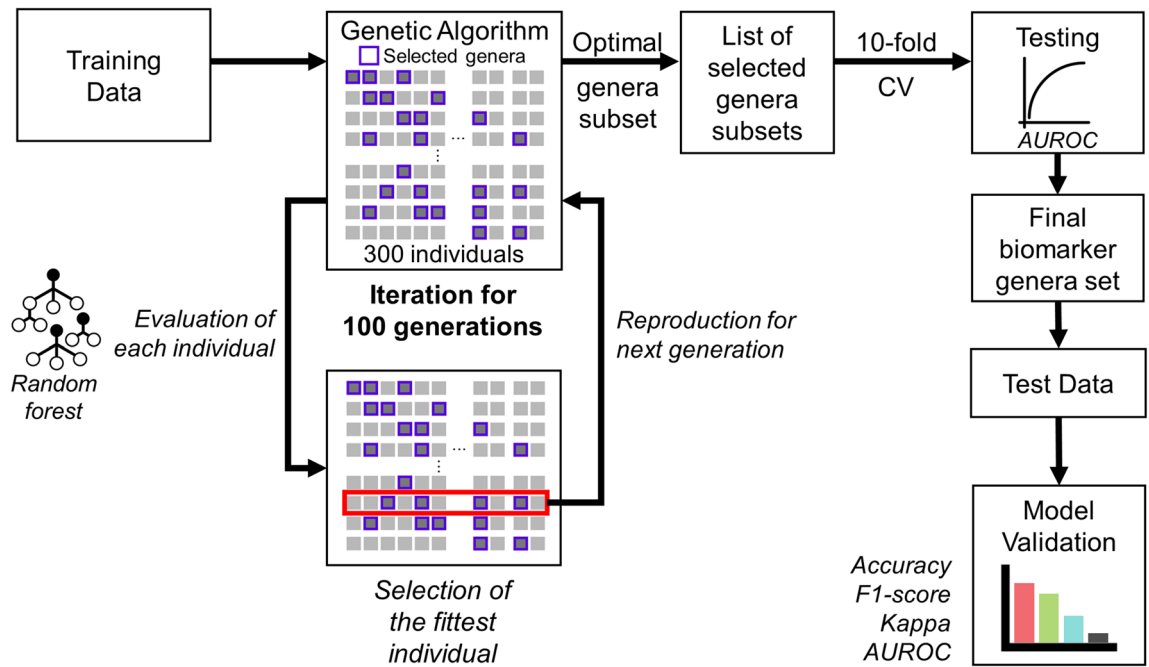 Training
Data
Genetic Algorithm
Selected genera
...
...
300 individuals
Optimal
genera
subset
List of
selected
genera
subsets
10-fold
CV
Testing
AUROC
Final
biomarker
genera set
Test Data
Model
Validation
Accuracy
F1-score
Kappa
AUROC
Iteration for
100 generations
Evaluation of
each individual
Random
forest
Reproduction for
next generation
...
...
Selection of
the fittest
individual